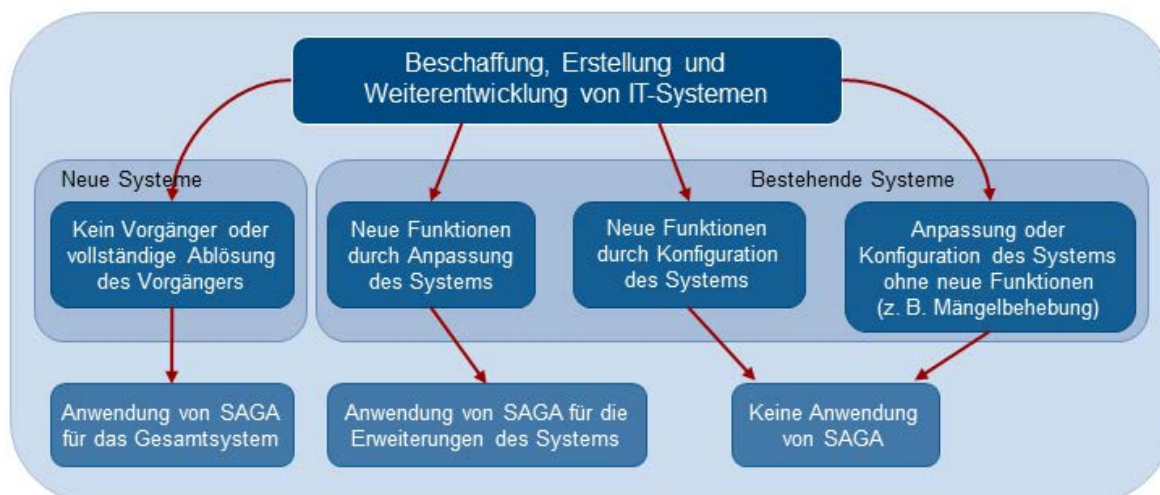 Beschaffung, Erstellung und
Weiterentwicklung von IT-Systemen
Neue Systeme
Bestehende Systeme
Kein Vorgänger oder
vollständige Ablösung
des Vorgängers
Neue Funktionen
durch Anpassung
des Systems
Neue Funktionen
durch Konfiguration
des Systems
Anpassung oder
Konfiguration des Systems
ohne neue Funktionen
(z. B. Mängelbehebung)
Anwendung von SAGA
für das Gesamtsystem
Anwendung von SAGA für die
Erweiterungen des Systems
Keine Anwendung
von SAGA